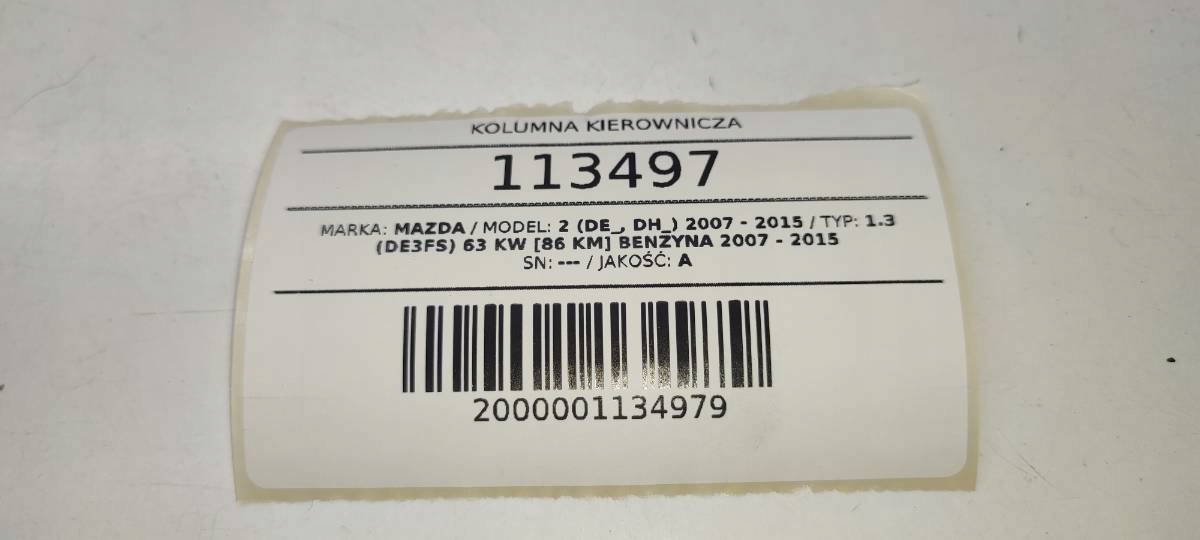 KOLUMNA KIEROWNICZA
113497
MARKA: MAZDA / MODEL: 2 (DE_, DH_) 2007 - 2015 / TYP: 1.3
(DE3FS) 63 KW [86 KM] BENZYNA 2007 - 2015
SN: --- / JAKOŚĆ: A
2000001134979